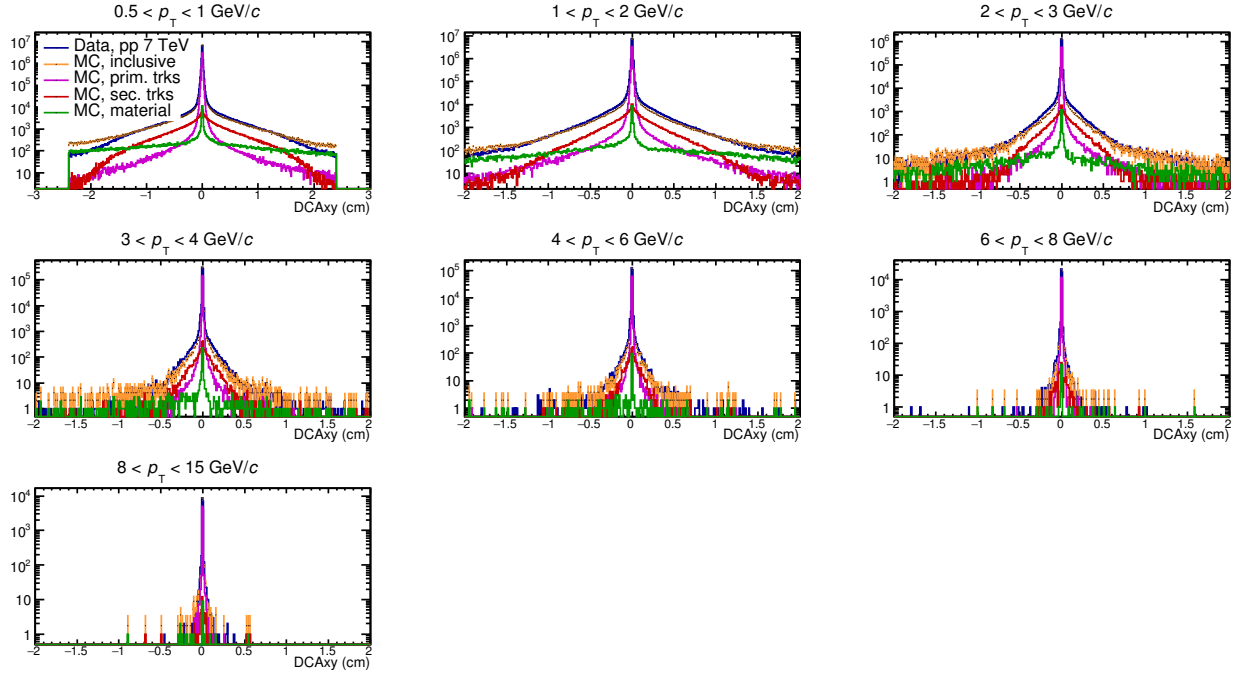 0.5 < p_T < 1 GeV/c
10^7
10^6
10^5
10^4
10^3
10^2
10
Data, pp 7 TeV
MC, inclusive
MC, prim. trks
MC, sec. trks
MC, material
−3 −2 −1 0 1 2 3
DCAxy (cm)
1 < p_T < 2 GeV/c
10^7
10^6
10^5
10^4
10^3
10^2
10
−2 −1.5 −1 −0.5 0 0.5 1 1.5 2
DCAxy (cm)
2 < p_T < 3 GeV/c
10^6
10^5
10^4
10^3
10^2
10
1
−2 −1.5 −1 −0.5 0 0.5 1 1.5 2
DCAxy (cm)
3 < p_T < 4 GeV/c
10^5
10^4
10^3
10^2
10
1
−2 −1.5 −1 −0.5 0 0.5 1 1.5 2
DCAxy (cm)
4 < p_T < 6 GeV/c
10^5
10^4
10^3
10^2
10
1
−2 −1.5 −1 −0.5 0 0.5 1 1.5 2
DCAxy (cm)
6 < p_T < 8 GeV/c
10^4
10^3
10^2
10
1
−2 −1.5 −1 −0.5 0 0.5 1 1.5 2
DCAxy (cm)
8 < p_T < 15 GeV/c
10^4
10^3
10^2
10
1
−2 −1.5 −1 −0.5 0 0.5 1 1.5 2
DCAxy (cm)